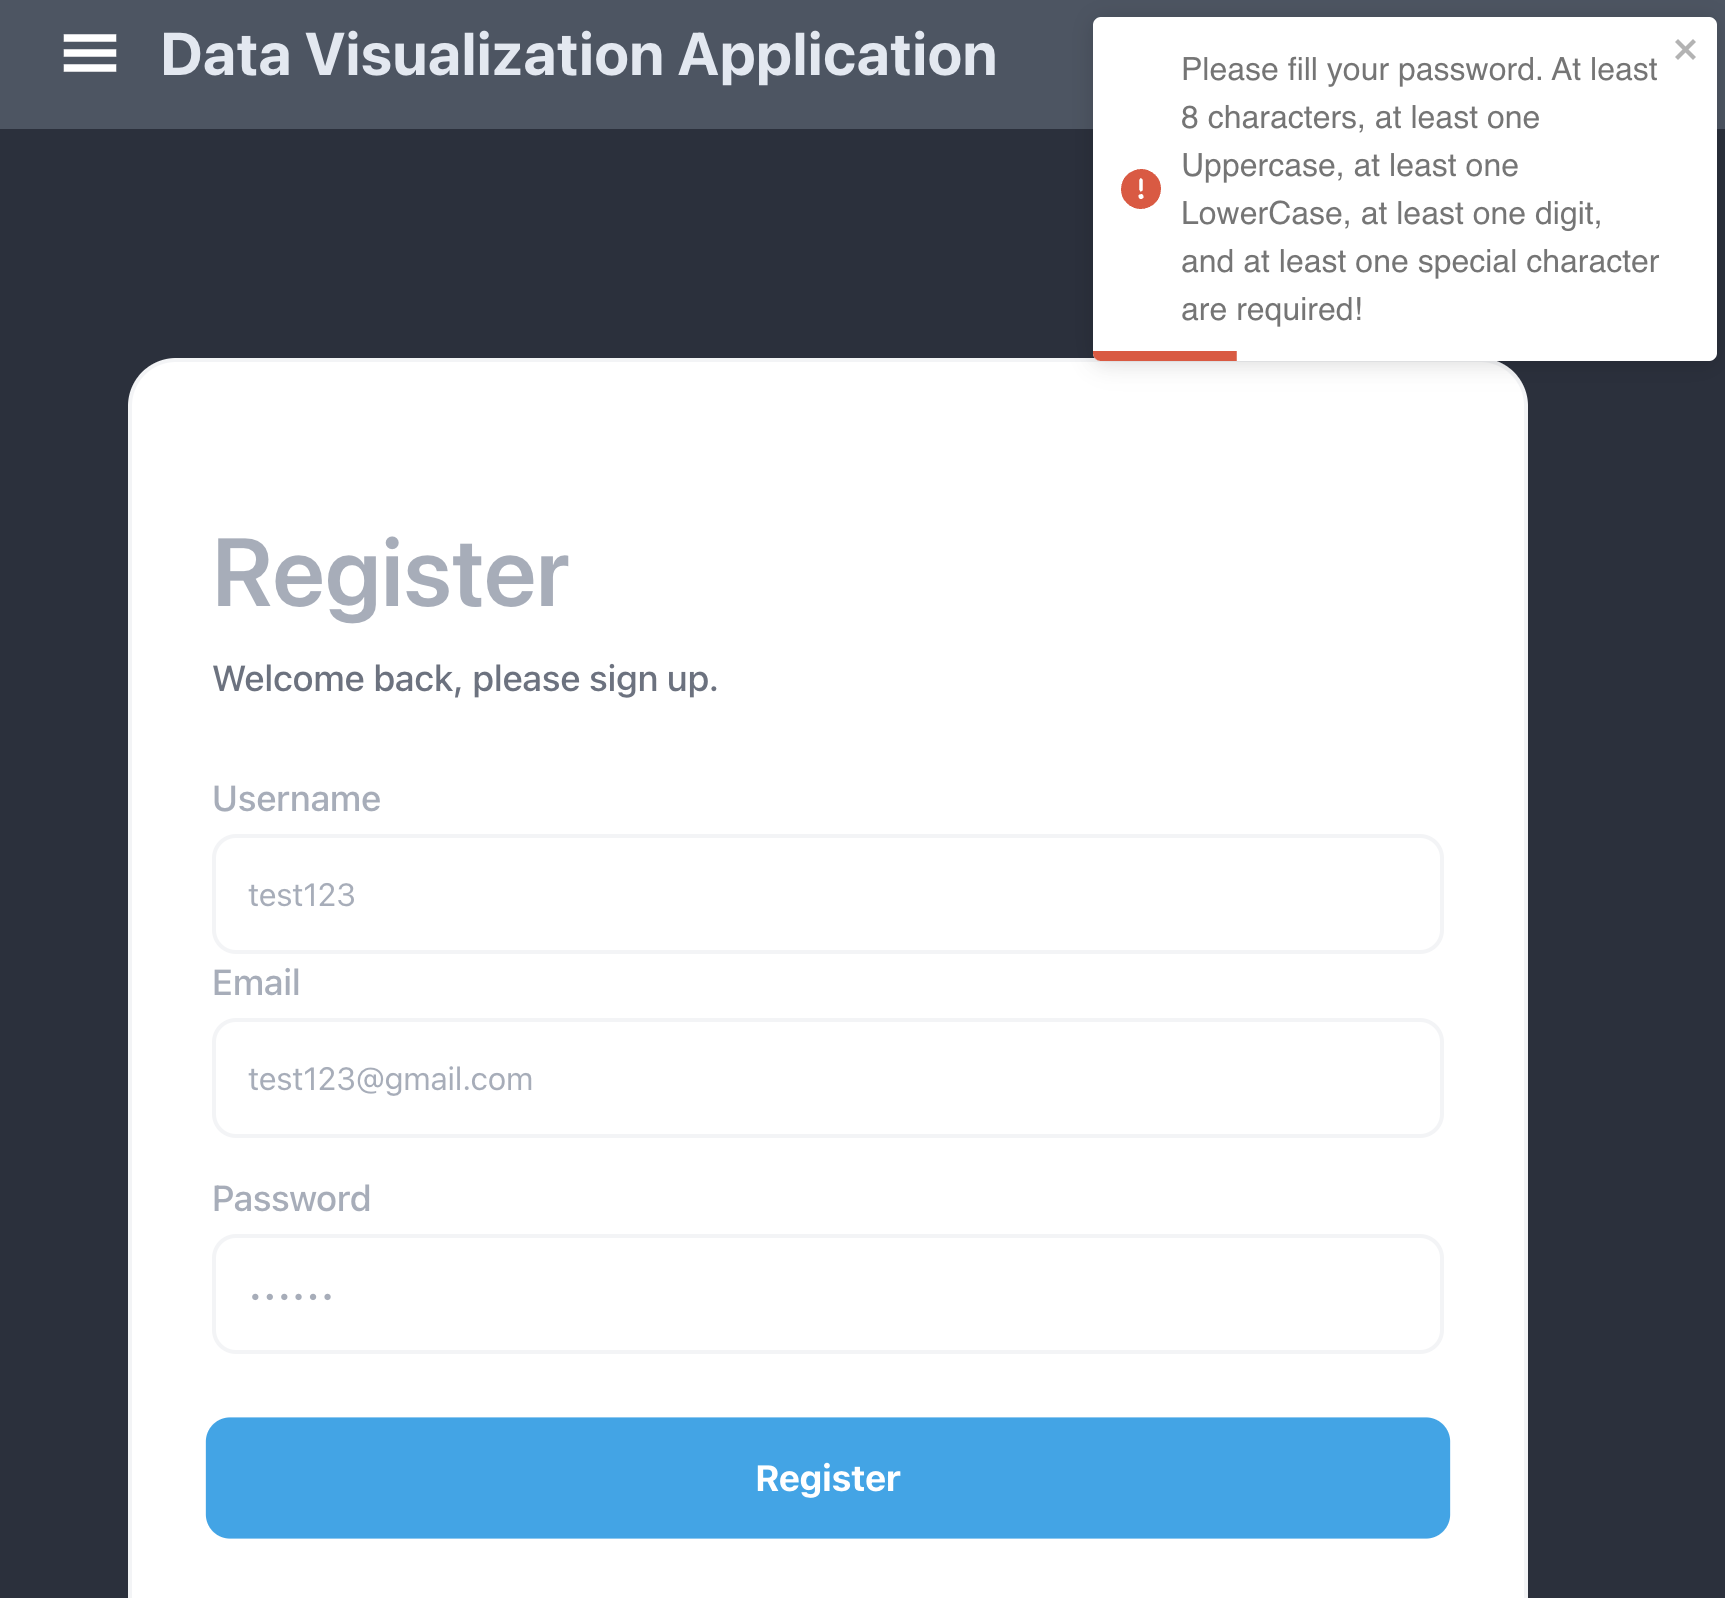 Data Visualization Application
Please fill your password. At least
8 characters, at least one
Uppercase, at least one
LowerCase, at least one digit,
and at least one special character
are required!
Register
Welcome back, please sign up.
Username
test123
Email
test123@gmail.com
Password
••••••
Register